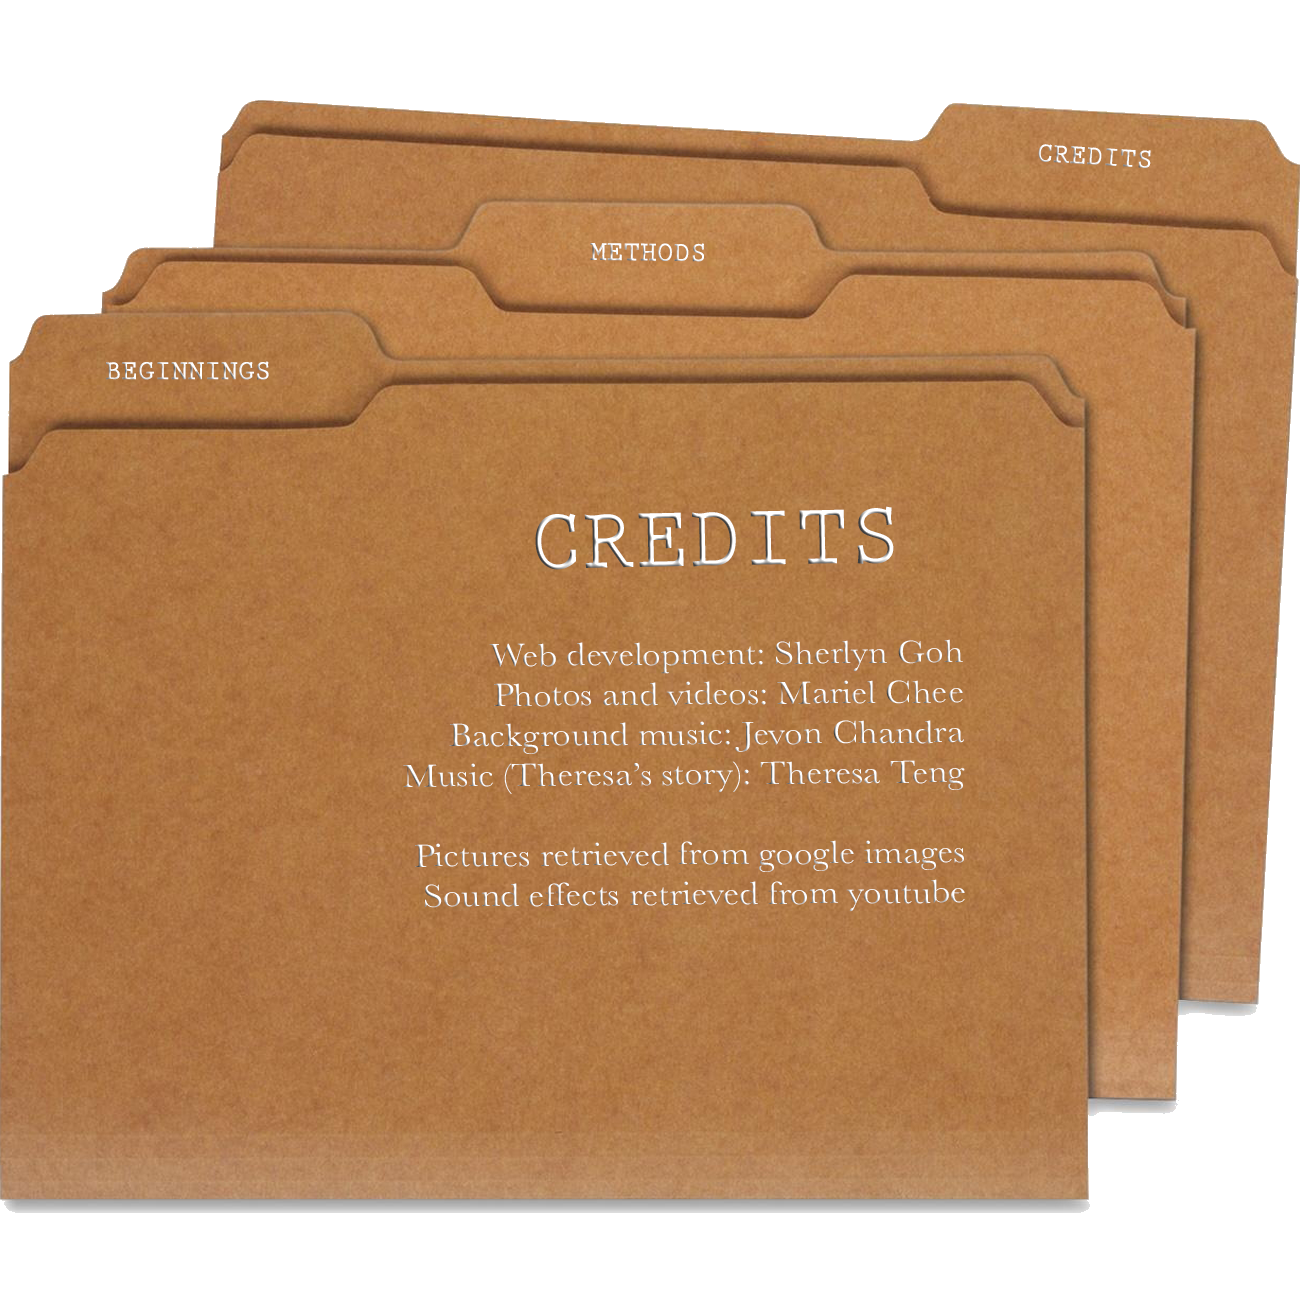 CREDITS
METHODS
BEGINNINGS
CREDITS
Web development: Sherlyn Goh
Photos and videos: Mariel Chee
Background music: Jevon Chandra
Music (Theresa's story): Theresa Teng
Pictures retrieved from google images
Sound effects retrieved from youtube